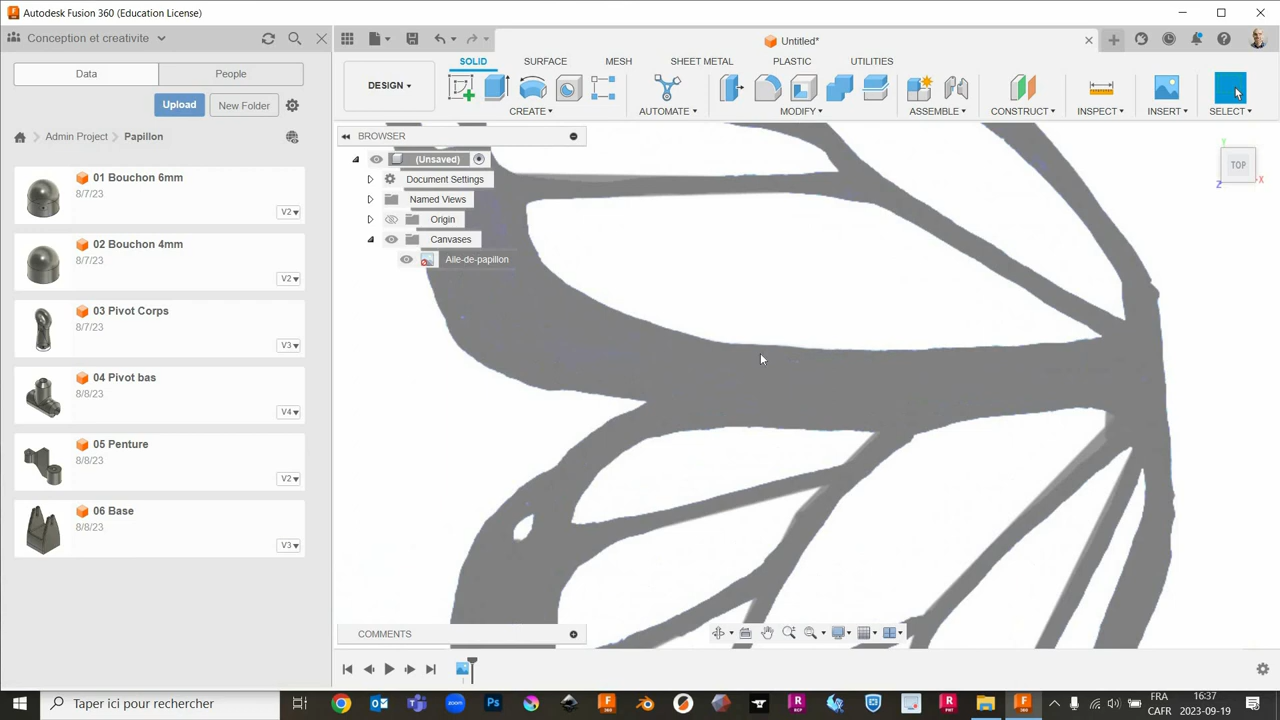 Autodesk Fusion 360 (Education License)
Conception et creativite
Untitled*
Data
People
Upload
New Folder
Admin Project
Papillon
01 Bouchon 6mm
8/7/23
V2
02 Bouchon 4mm
8/7/23
V2
03 Pivot Corps
8/7/23
V3
04 Pivot bas
8/8/23
V4
05 Penture
8/8/23
V2
06 Base
8/8/23
V3
DESIGN
SOLID
SURFACE
MESH
SHEET METAL
PLASTIC
UTILITIES
CREATE
AUTOMATE
MODIFY
ASSEMBLE
CONSTRUCT
INSPECT
INSERT
SELECT
BROWSER
(Unsaved)
Document Settings
Named Views
Origin
Canvases
Aile-de-papillon
TOP
Y
X
Z
COMMENTS
Taper ici pour rechercher
FRA
CAFR
16:37
2023-09-19